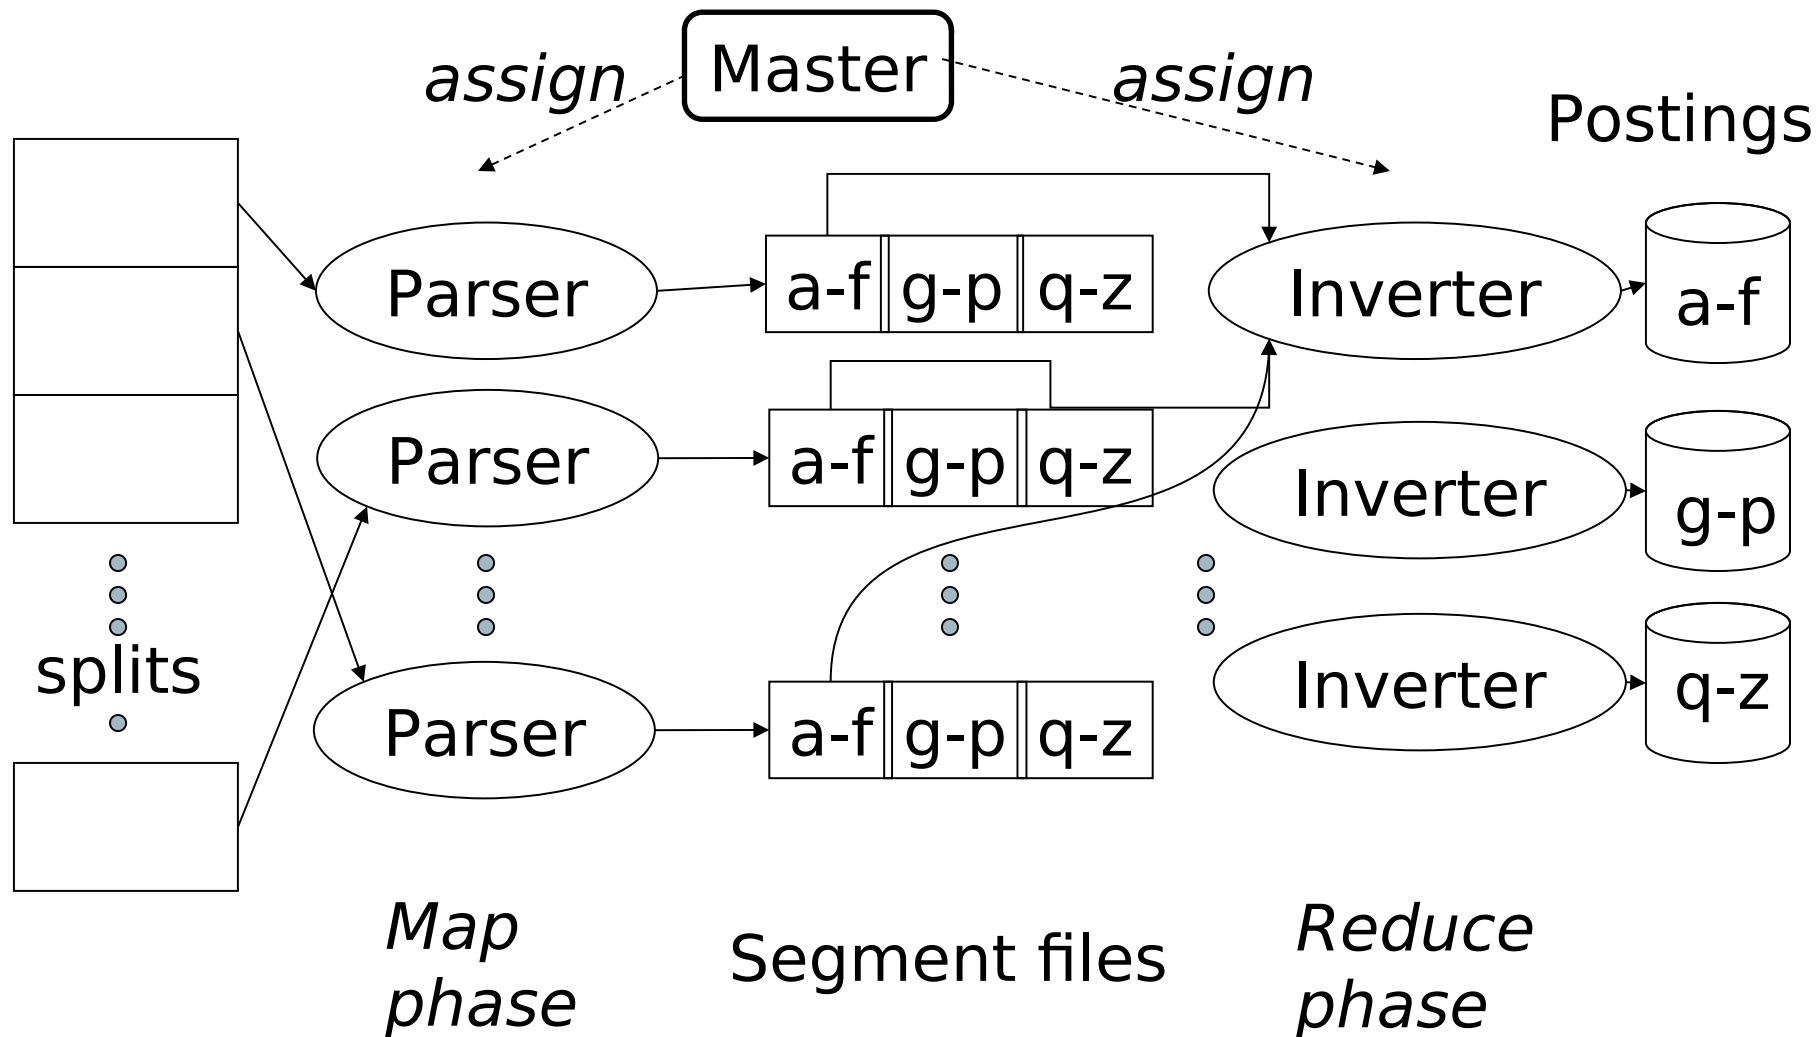 Master
assign
assign
Postings
Parser
a-f g-p q-z
Inverter
a-f
Parser
a-f g-p q-z
Inverter
g-p
splits
Parser
a-f g-p q-z
Inverter
q-z
Map
phase
Segment files
Reduce
phase